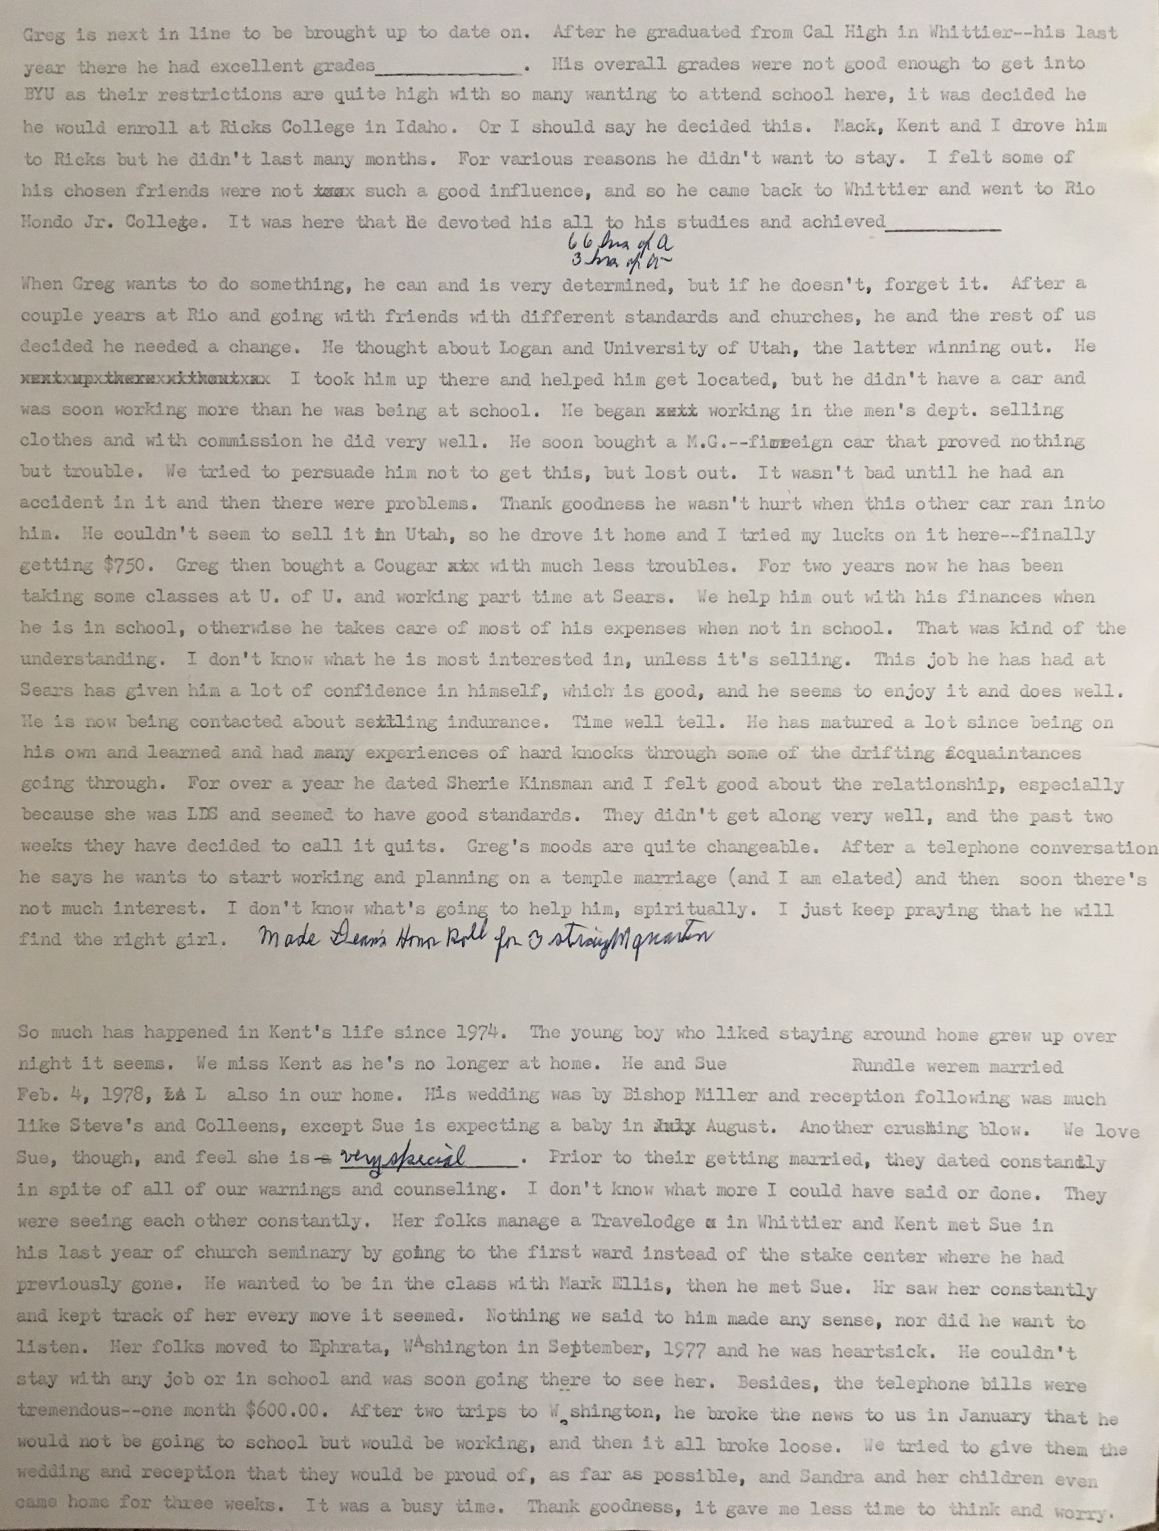 Greg is next in line to be brought up to date on.  After he graduated from Cal High in Whittier--his last
year there he had excellent grades______________.  His overall grades were not good enough to get into
BYU as their restrictions are quite high with so many wanting to attend school here, it was decided he
he would enroll at Ricks College in Idaho.  Or I should say he decided this.  Mack, Kent and I drove him
to Ricks but he didn't last many months.  For various reasons he didn't want to stay.  I felt some of
his chosen friends were not such a good influence, and so he came back to Whittier and went to Rio
Hondo Jr. College.  It was here that He devoted his all to his studies and achieved___________
66 hrs of A
3 hrs of
When Greg wants to do something, he can and is very determined, but if he doesn't, forget it.  After a
couple years at Rio and going with friends with different standards and churches, he and the rest of us
decided he needed a change.  He thought about Logan and University of Utah, the latter winning out.  He
I took him up there and helped him get located, but he didn't have a car and
was soon working more than he was being at school.  He began working in the men's dept. selling
clothes and with commission he did very well.  He soon bought a M.G.--foreign car that proved nothing
but trouble.  We tried to persuade him not to get this, but lost out.  It wasn't bad until he had an
accident in it and then there were problems.  Thank goodness he wasn't hurt when this other car ran into
him.  He couldn't seem to sell it in Utah, so he drove it home and I tried my lucks on it here--finally
getting $750.  Greg then bought a Cougar with much less troubles.  For two years now he has been
taking some classes at U. of U. and working part time at Sears.  We help him out with his finances when
he is in school, otherwise he takes care of most of his expenses when not in school.  That was kind of the
understanding.  I don't know what he is most interested in, unless it's selling.  This job he has had at
Sears has given him a lot of confidence in himself, which is good, and he seems to enjoy it and does well.
He is now being contacted about selling indurance.  Time well tell.  He has matured a lot since being on
his own and learned and had many experiences of hard knocks through some of the drifting acquaintances
going through.  For over a year he dated Sherie Kinsman and I felt good about the relationship, especially
because she was LDS and seemed to have good standards.  They didn't get along very well, and the past two
weeks they have decided to call it quits.  Greg's moods are quite changeable.  After a telephone conversation
he says he wants to start working and planning on a temple marriage (and I am elated) and then  soon there's
not much interest.  I don't know what's going to help him, spiritually.  I just keep praying that he will
find the right girl.  Made Dean's Honor Roll for 3 straight quarters
So much has happened in Kent's life since 1974.  The young boy who liked staying around home grew up over
night it seems.  We miss Kent as he's no longer at home.  He and Sue Rundle werem married
Feb. 4, 1978, L also in our home.  His wedding was by Bishop Miller and reception following was much
like Steve's and Colleens, except Sue is expecting a baby in August.  Another crushing blow.  We love
Sue, though, and feel she is very special____.  Prior to their getting married, they dated constantly
in spite of all of our warnings and counseling.  I don't know what more I could have said or done.  They
were seeing each other constantly.  Her folks manage a Travelodge in Whittier and Kent met Sue in
his last year of church seminary by going to the first ward instead of the stake center where he had
previously gone.  He wanted to be in the class with Mark Ellis, then he met Sue.  Hr saw her constantly
and kept track of her every move it seemed.  Nothing we said to him made any sense, nor did he want to
listen.  Her folks moved to Ephrata, WAshington in September, 1977 and he was heartsick.  He couldn't
stay with any job or in school and was soon going there to see her.  Besides, the telephone bills were
tremendous--one month $600.00.  After two trips to Washington, he broke the news to us in January that he
would not be going to school but would be working, and then it all broke loose.  We tried to give them the
wedding and reception that they would be proud of, as far as possible, and Sandra and her children even
came home for three weeks.  It was a busy time.  Thank goodness, it gave me less time to think and worry.